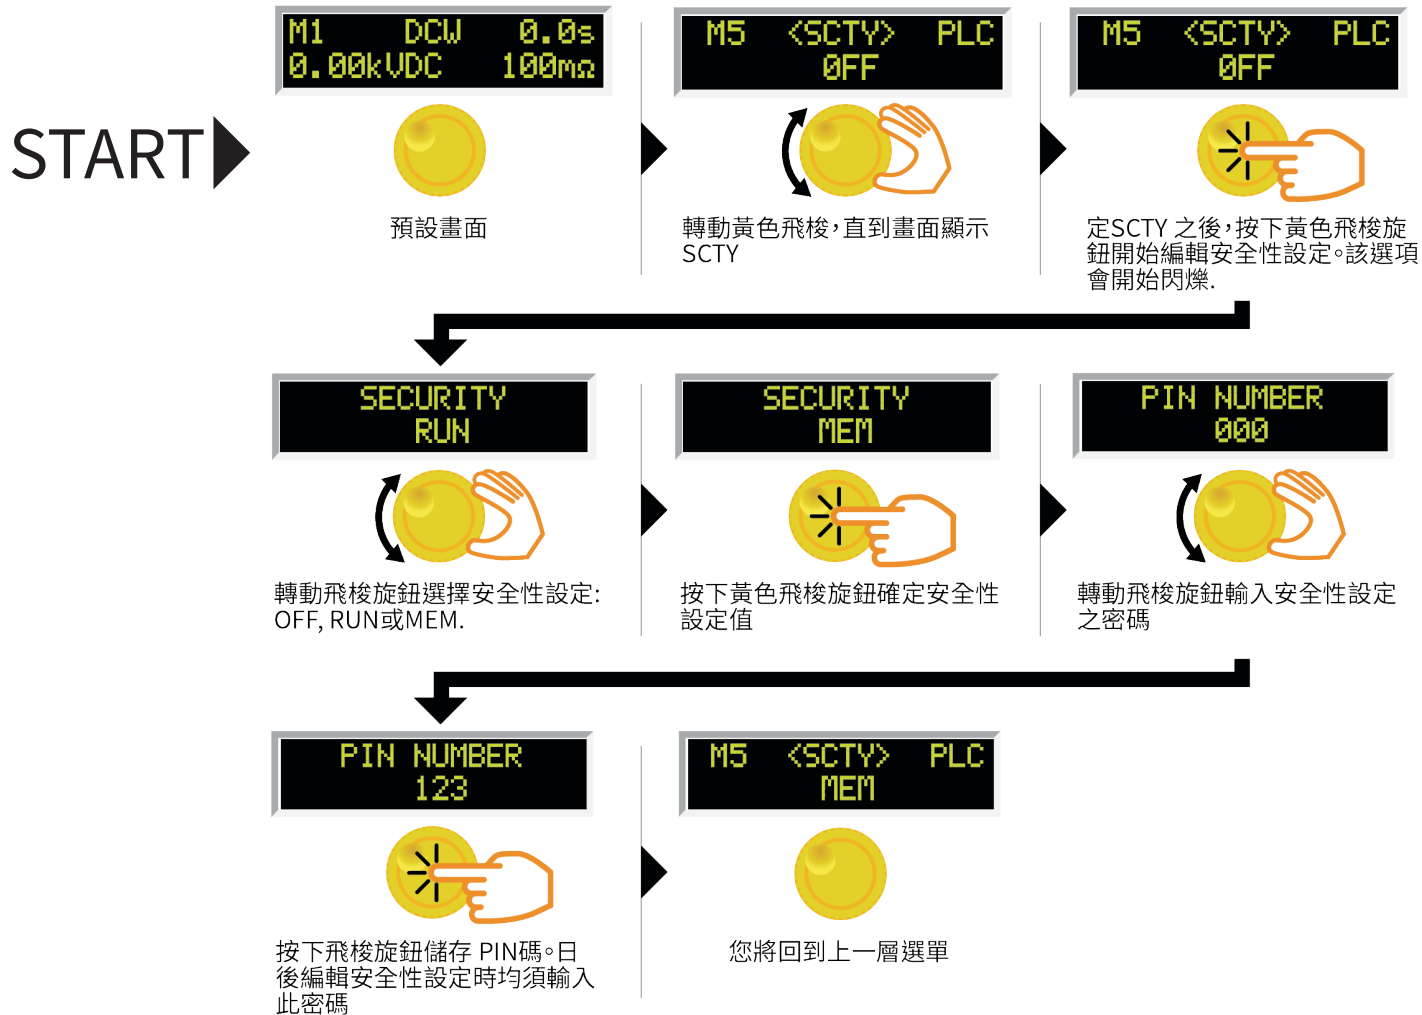 START
M1 DCW 0.0s
0.00kVDC 100mΩ
預設畫面
M5 <SCTY> PLC
OFF
轉動黃色飛梭，直到畫面顯示
SCTY
M5 <SCTY> PLC
OFF
定SCTY 之後，按下黃色飛梭旋
鈕開始編輯安全性設定。該選項
會開始閃爍.
SECURITY
RUN
轉動飛梭旋鈕選擇安全性設定:
OFF, RUN或MEM.
SECURITY
MEM
按下黃色飛梭旋鈕確定安全性
設定值
PIN NUMBER
000
轉動飛梭旋鈕輸入安全性設定
之密碼
PIN NUMBER
123
按下飛梭旋鈕儲存 PIN碼。日
後編輯安全性設定時均須輸入
此密碼
M5 <SCTY> PLC
MEM
您將回到上一層選單